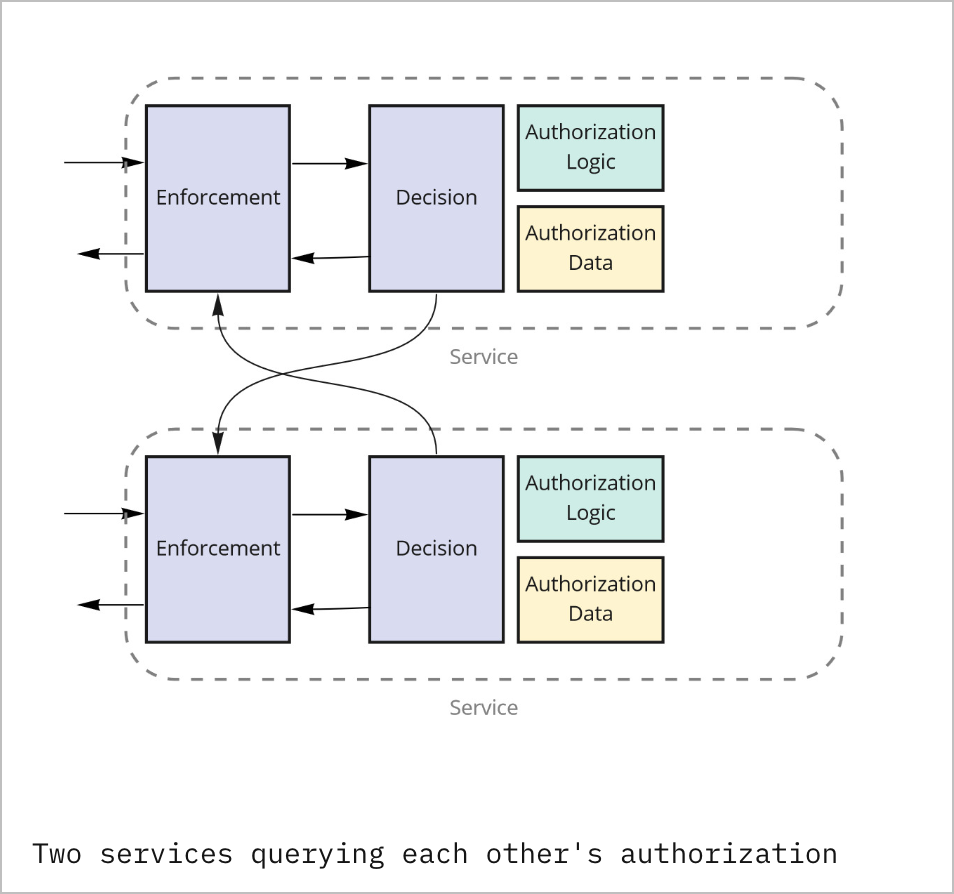 Enforcement
Decision
Authorization
Logic
Authorization
Data
Service
Enforcement
Decision
Authorization
Logic
Authorization
Data
Service
Two services querying each other's authorization